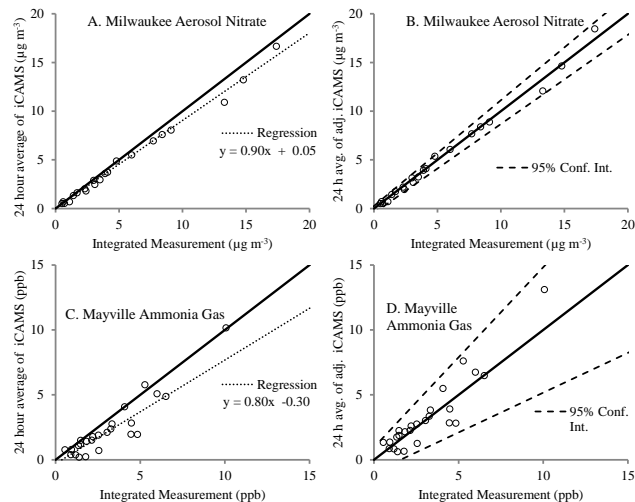 A. Milwaukee Aerosol Nitrate
24 hour average of iCAMS (µg m-3)
20
15
10
5
0
Regression
y = 0.90x + 0.05
0 5 10 15 20
Integrated Measurement (µg m-3)
B. Milwaukee Aerosol Nitrate
24 h avg. of adj. iCAMS (µg m-3)
20
15
10
5
0
95% Conf. Int.
0 5 10 15 20
Integrated Measurement (µg m-3)
C. Mayville Ammonia Gas
24 hour average of iCAMS (ppb)
15
10
5
0
Regression
y = 0.80x -0.30
0 5 10 15
Integrated Measurement (ppb)
D. Mayville
Ammonia Gas
24 h avg. of adj. iCAMS (ppb)
15
10
5
0
95% Conf.
Int.
0 5 10 15
Integrated Measurement (ppb)